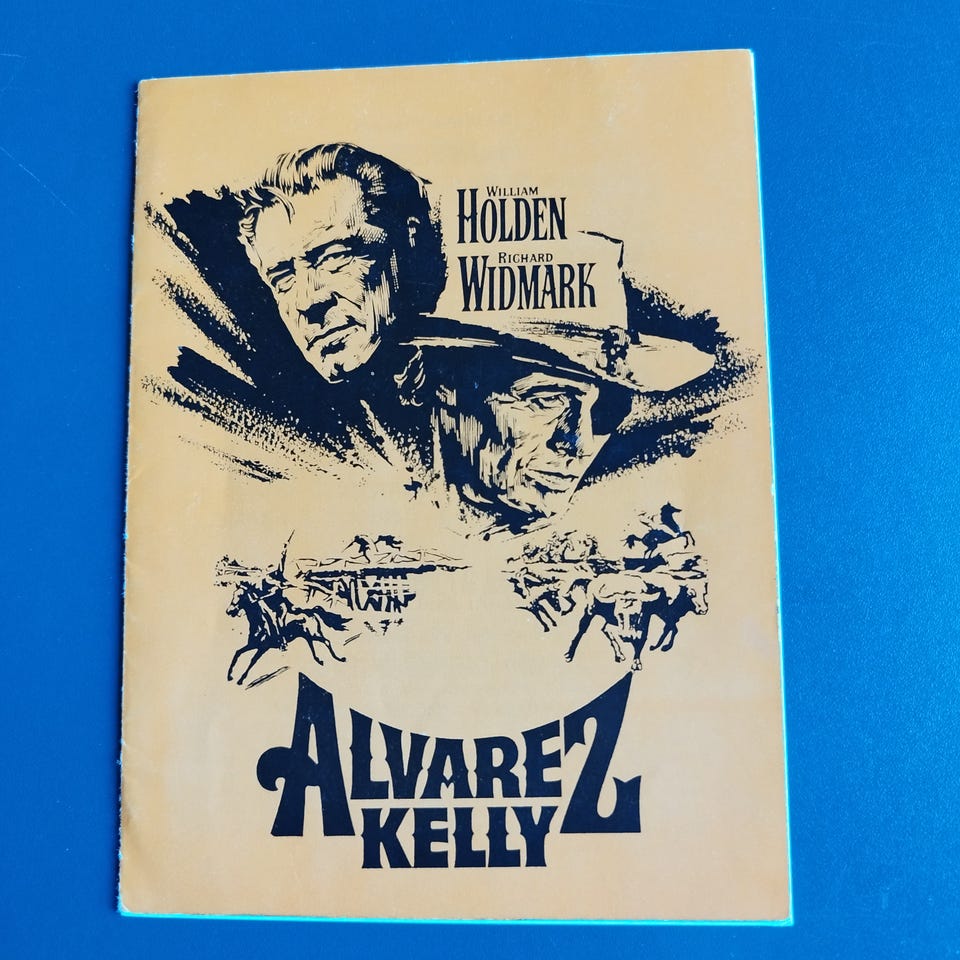 WILLIAM
HOLDEN
RICHARD
WIDMARK
ALVAREZ
KELLY